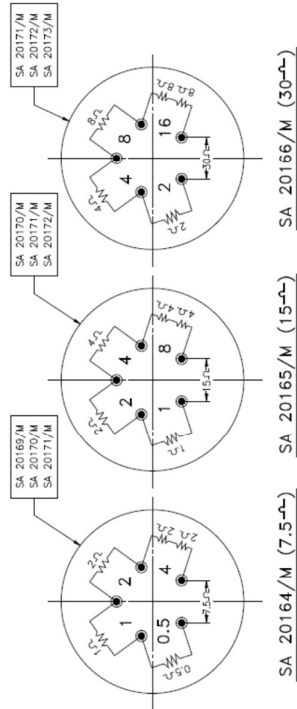 SA 20169/M
SA 20170/M
SA 20171/M
1Ω
2Ω
1
2
0.5
4
0.5Ω
2Ω 2Ω
7.5Ω
SA 20164/M (7.5Ω)
SA 20170/M
SA 20171/M
SA 20172/M
2Ω
4Ω
2
4
1
8
1Ω
4Ω 4Ω
15Ω
SA 20165/M (15Ω)
SA 20171/M
SA 20172/M
SA 20173/M
4Ω
8Ω
4
8
2
16
2Ω
8Ω 8Ω
30Ω
SA 20166/M (30Ω)